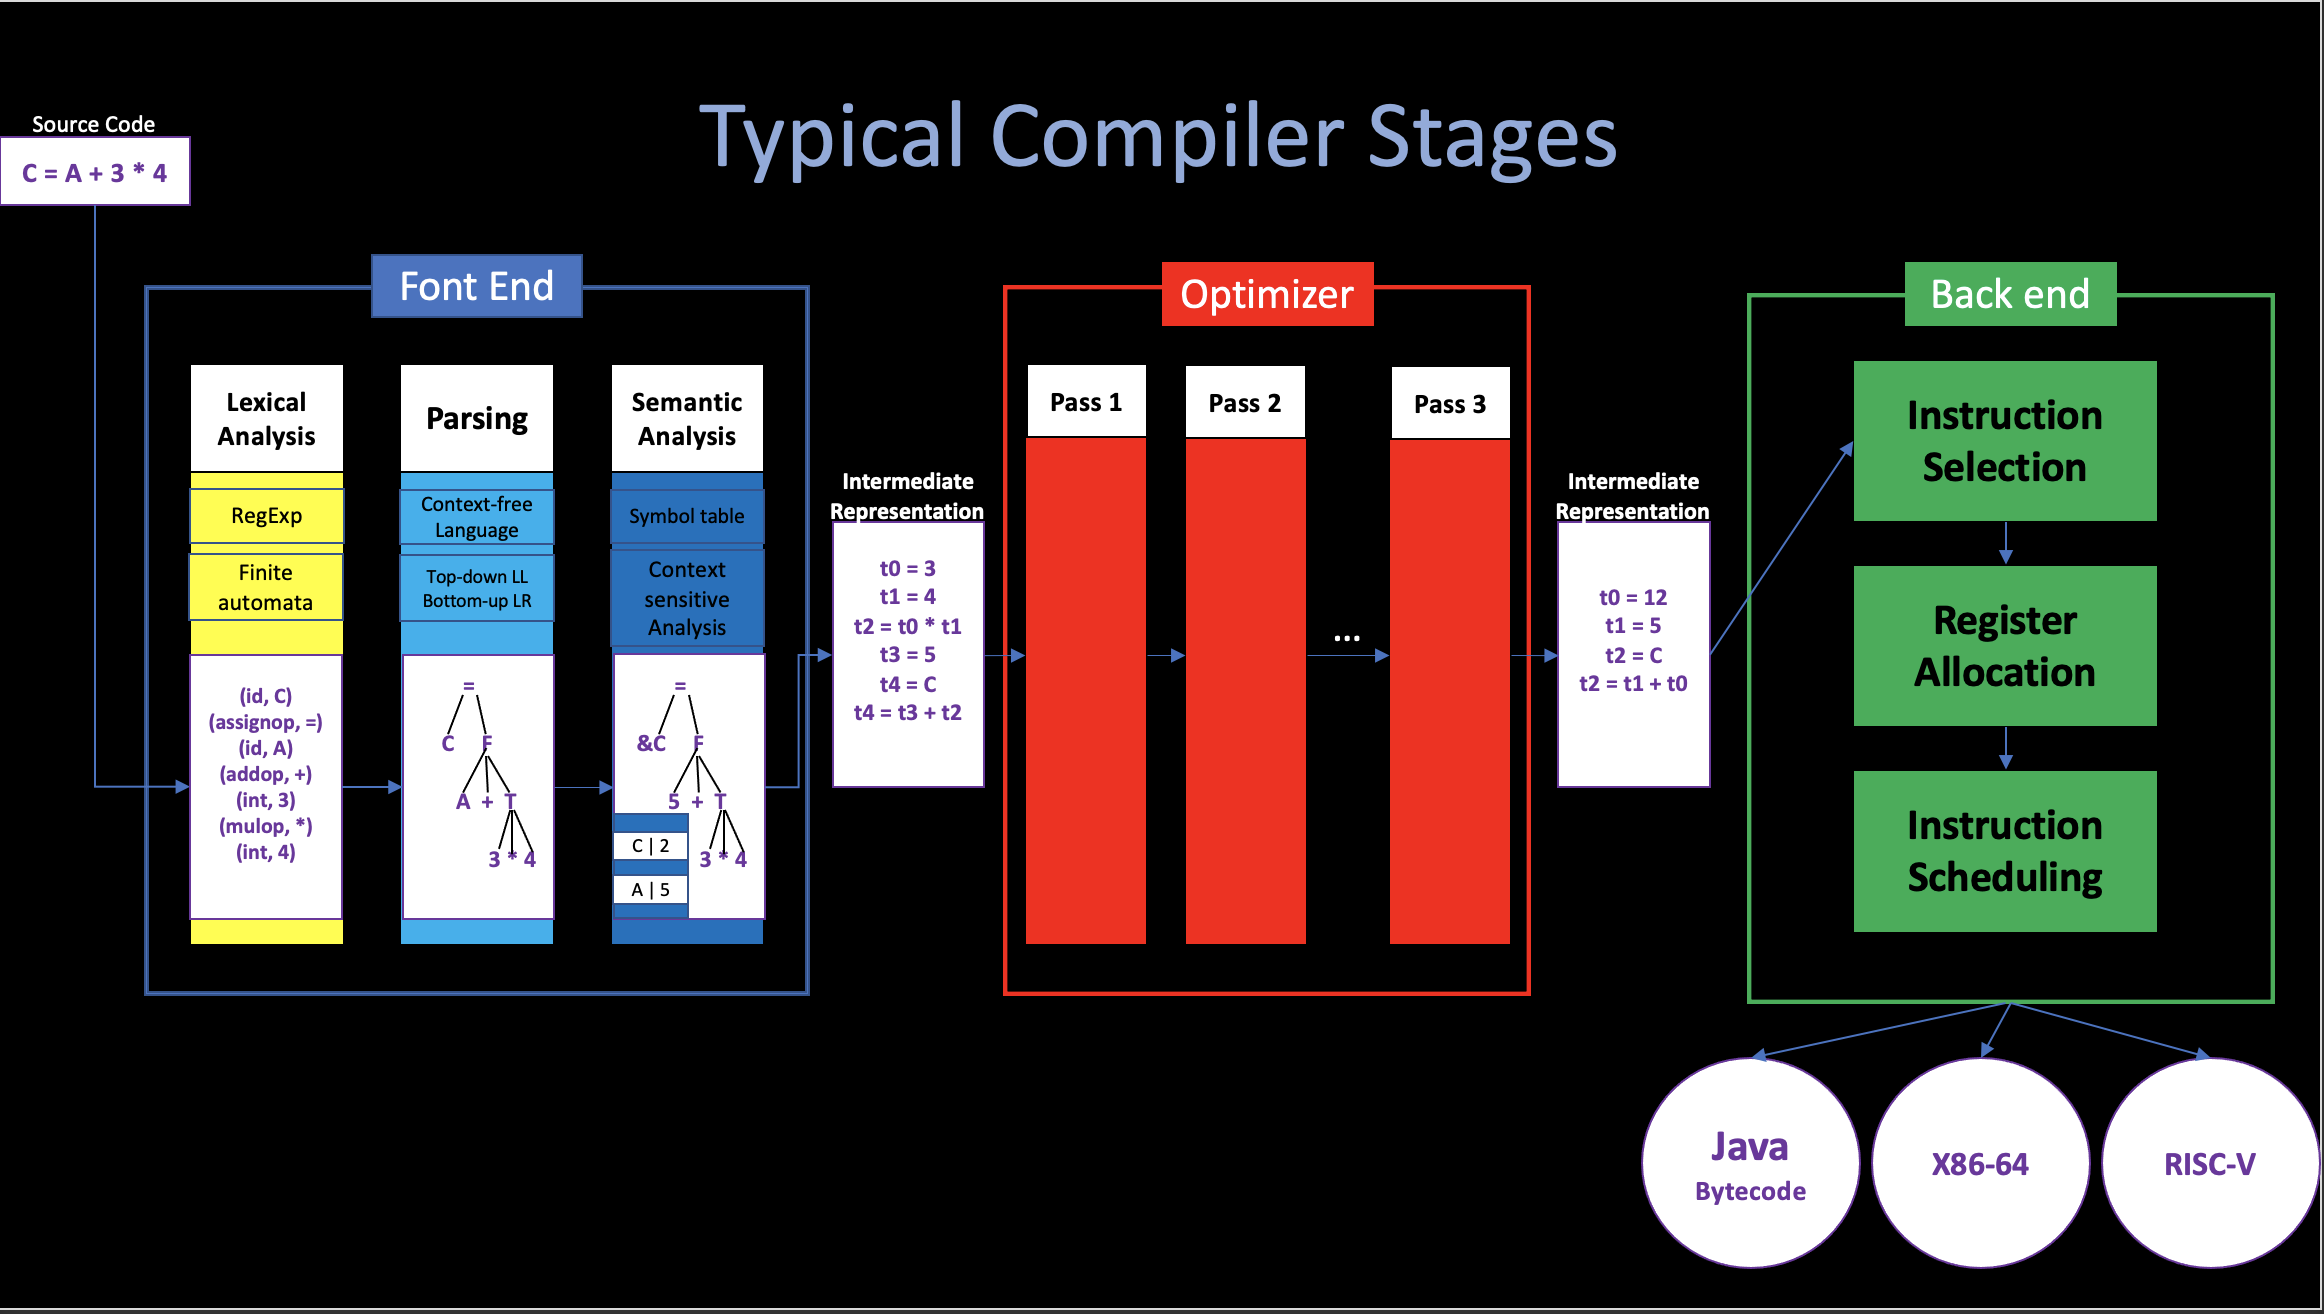 Typical Compiler Stages
Source Code
C = A + 3 * 4
Font End
Lexical
Analysis
RegExp
Finite
automata
(id, C)
(assignop, =)
(id, A)
(addop, +)
(int, 3)
(mulop, *)
(int, 4)
Parsing
Context-free
Language
Top-down LL
Bottom-up LR
=
C F
A + T
3 * 4
Semantic
Analysis
Symbol table
Context
sensitive
Analysis
=
&C F
5 + T
3 * 4
C | 2
A | 5
Intermediate
Representation
t0 = 3
t1 = 4
t2 = t0 * t1
t3 = 5
t4 = C
t4 = t3 + t2
Optimizer
Pass 1
Pass 2
...
Pass 3
Intermediate
Representation
t0 = 12
t1 = 5
t2 = C
t2 = t1 + t0
Back end
Instruction
Selection
Register
Allocation
Instruction
Scheduling
Java
Bytecode
X86-64
RISC-V